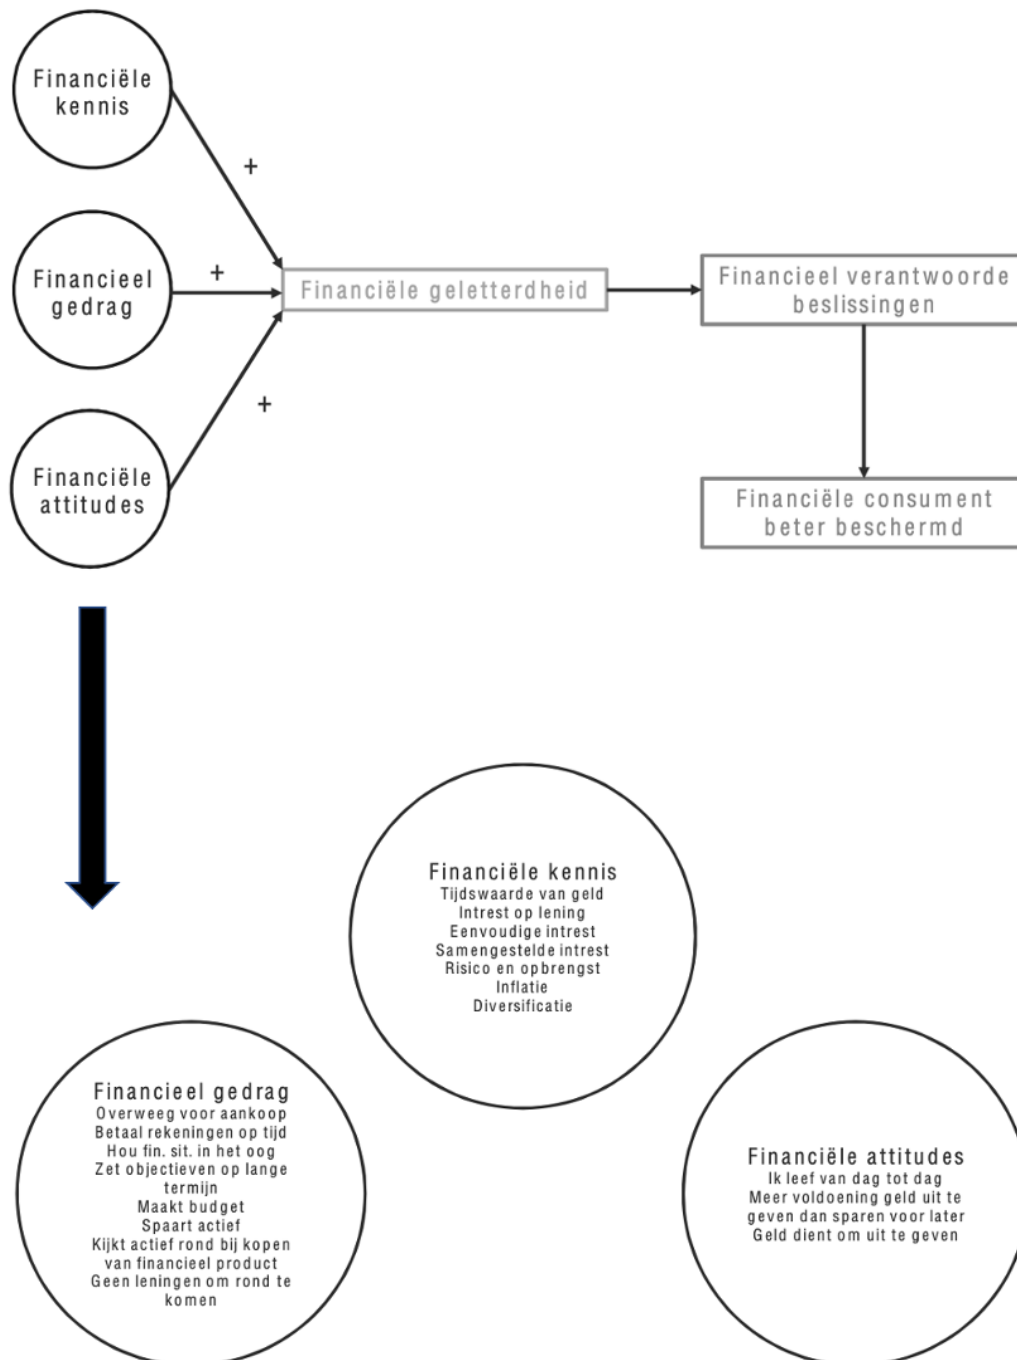 Financiële
kennis
+
+
Financieel
gedrag
Financiële geletterdheid
Financieel verantwoorde
beslissingen
+
Financiële
attitudes
Financiële consument
beter beschermd
Financiële kennis
Tijdswaarde van geld
Intrest op lening
Eenvoudige intrest
Samengestelde intrest
Risico en opbrengst
Inflatie
Diversificatie
Financieel gedrag
Overweeg voor aankoop
Betaal rekeningen op tijd
Hou fin. sit. in het oog
Zet objectieven op lange
termijn
Maakt budget
Spaart actief
Kijkt actief rond bij kopen
van financieel product
Geen leningen om rond te
komen
Financiële attitudes
Ik leef van dag tot dag
Meer voldoening geld uit te
geven dan sparen voor later
Geld dient om uit te geven